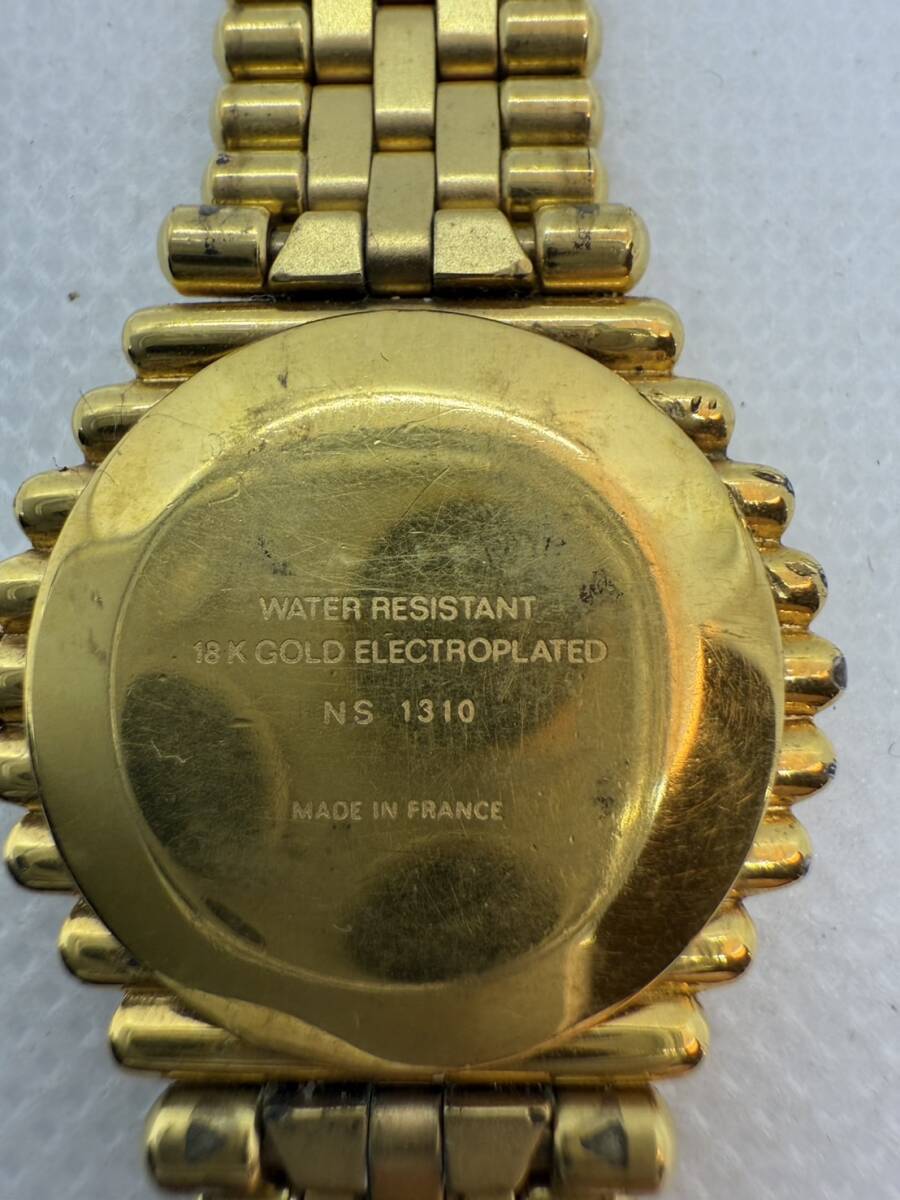 WATER RESISTANT
18 K GOLD ELECTROPLATED
NS 1310
MADE IN FRANCE